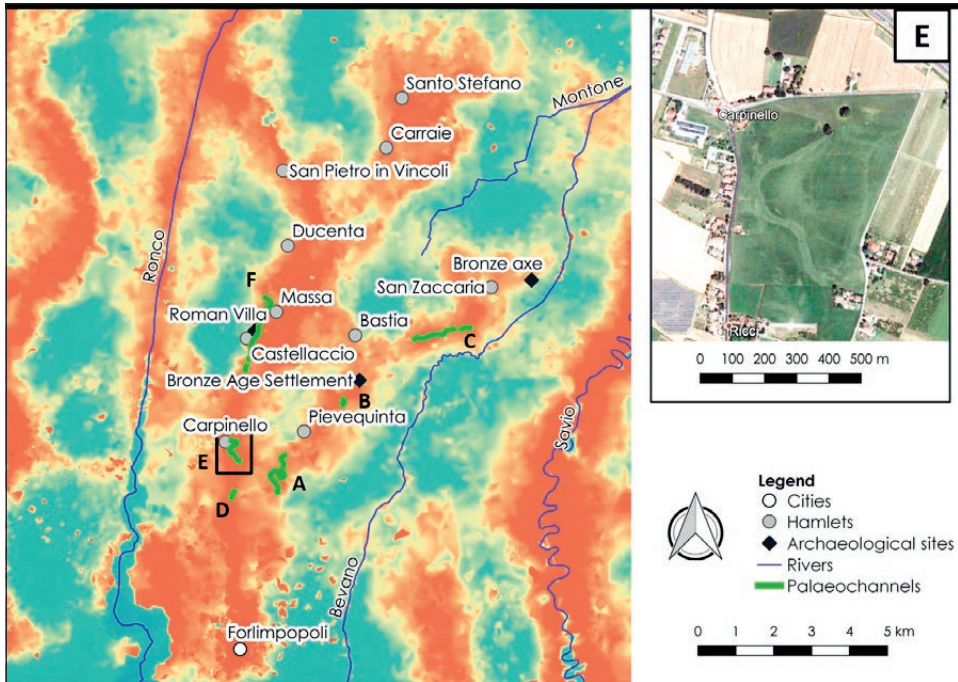 Santo Stefano
Montone
Carraie
San Pietro in Vincoli
Ronco
Ducenta
Bronze axe
San Zaccaria
F
Massa
Roman Villa
Bastia
C
Castellaccio
Bronze Age Settlement
B
Savio
Pievequinta
Carpinello
E
A
D
Bevano
Forlimpopoli
E
Carpinello
Ricci
0 100 200 300 400 500 m
Legend
Cities
Hamlets
Archaeological sites
Rivers
Palaeochannels
0 1 2 3 4 5 km